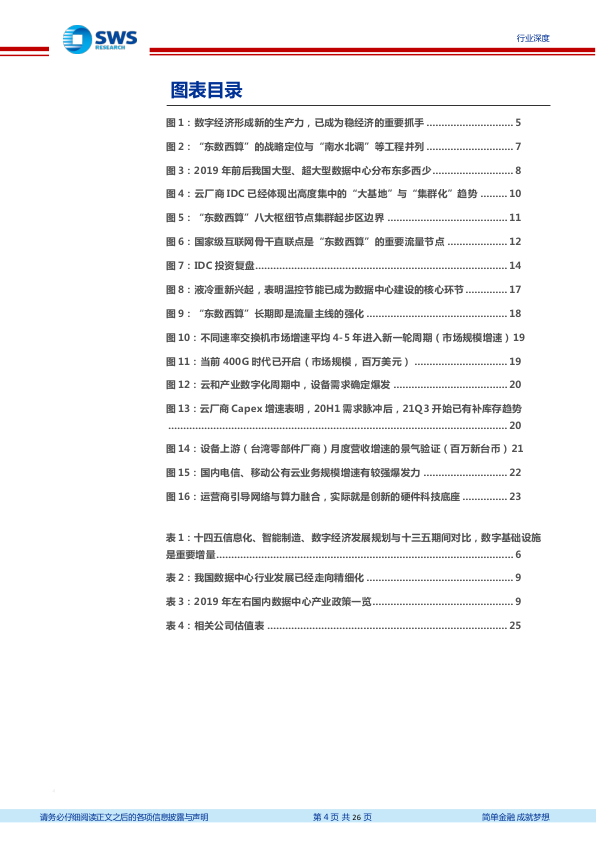 SWS
RESEARCH
行业深度
图表目录
图 1：数字经济形成新的生产力，已成为稳经济的重要抓手 ................................ 5
图 2：“东数西算”的战略定位与“南水北调”等工程并列 ................................ 7
图 3：2019 年前后我国大型、超大型数据中心分布东多西少 ............................ 8
图 4：云厂商 IDC 已经体现出高度集中的“大基地”与“集群化”趋势 ......... 10
图 5：“东数西算”八大枢纽节点集群起步区边界 ........................................ 11
图 6：国家级互联网骨干直联点是“东数西算”的重要流量节点 .................... 12
图 7：IDC 投资复盘................................................................................... 14
图 8：液冷重新兴起，表明温控节能已成为数据中心建设的核心环节 .............. 17
图 9：“东数西算”长期即是流量主线的强化 ............................................... 18
图 10：不同速率交换机市场增速平均 4-5 年进入新一轮周期（市场规模增速）19
图 11：当前 400G 时代已开启（市场规模，百万美元） ............................... 19
图 12：云和产业数字化周期中，设备需求确定爆发 ...................................... 20
图 13：云厂商 Capex 增速表明，20H1 需求脉冲后，21Q3 开始已有补库存趋势
................................................................................................................ 20
图 14：设备上游（台湾零部件厂商）月度营收增速的景气验证（百万新台币）21
图 15：国内电信、移动公有云业务规模增速有较强爆发力 ............................ 22
图 16：运营商引导网络与算力融合，实际就是创新的硬件科技底座 ............... 23
表 1：十四五信息化、智能制造、数字经济发展规划与十三五期间对比，数字基础设施
是重要增量.................................................................................................. 6
表 2：我国数据中心行业发展已经走向精细化 ................................................ 9
表 3：2019 年左右国内数据中心产业政策一览............................................... 9
表 4：相关公司估值表 ............................................................................... 25
请务必仔细阅读正文之后的各项信息披露与声明
第 4 页 共 26 页
简单金融 成就梦想